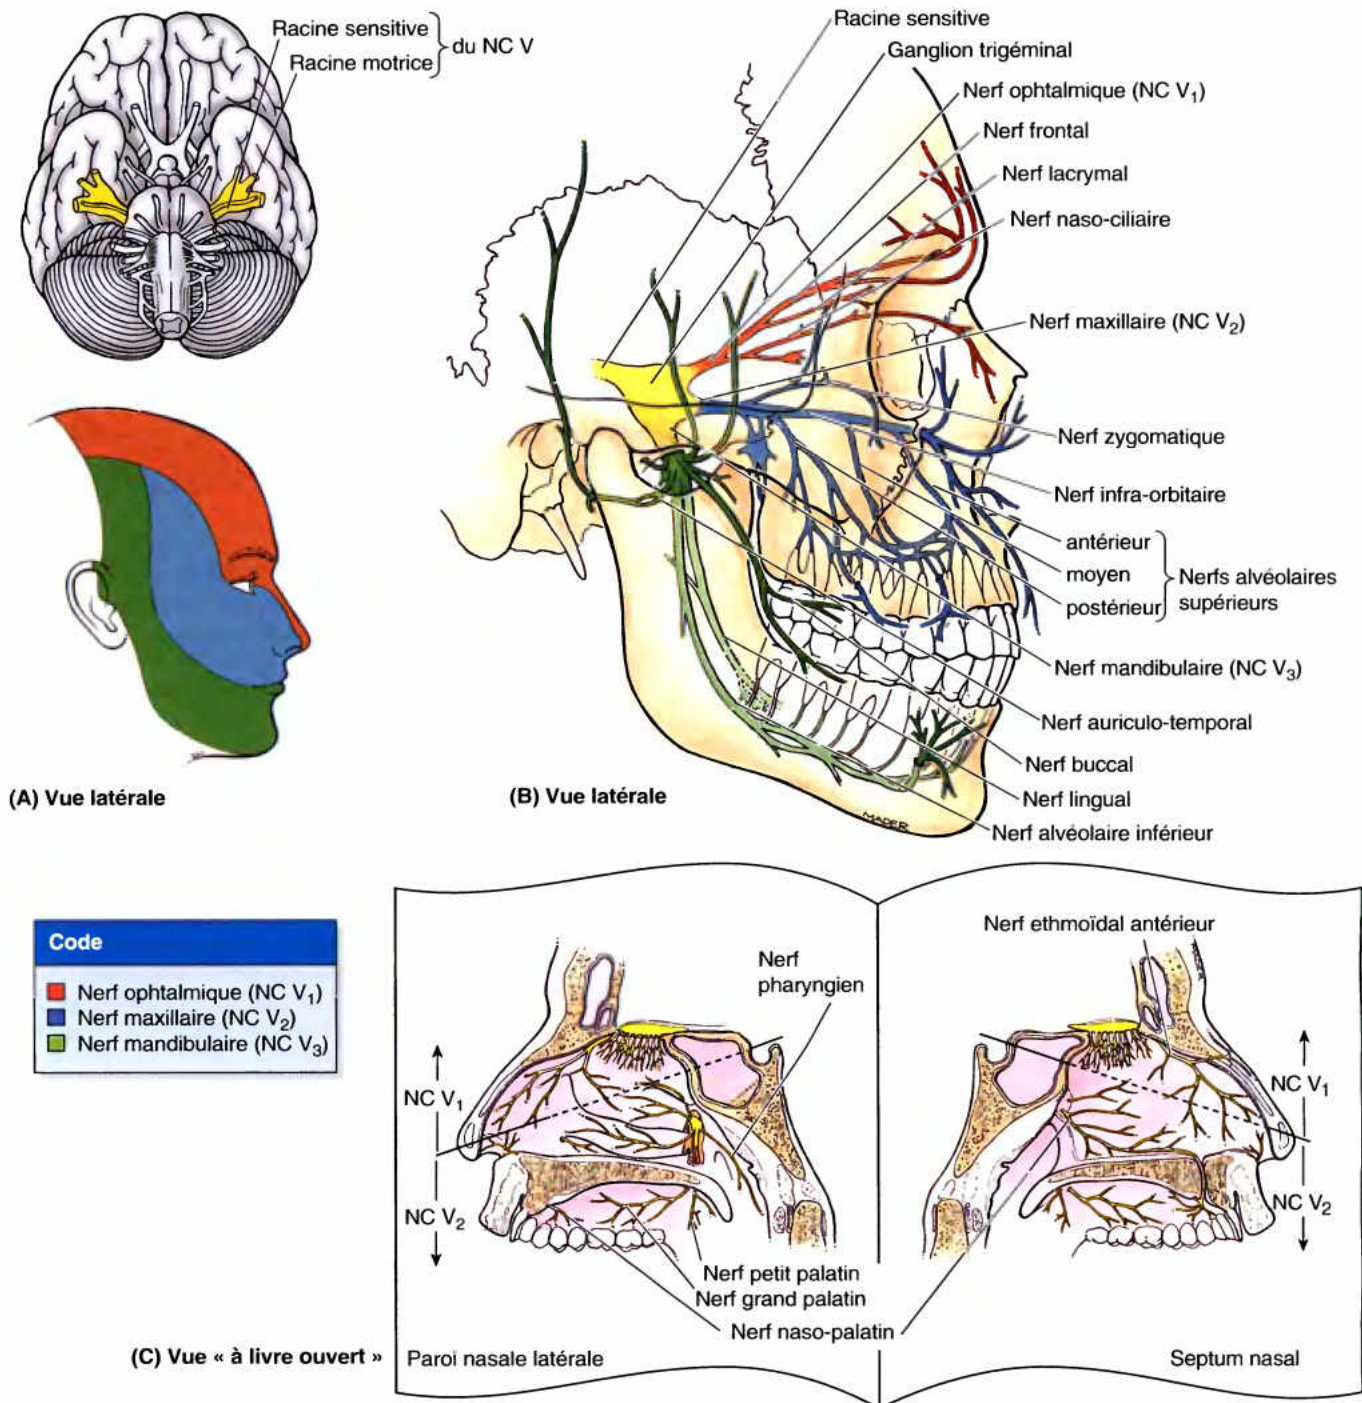 Racine sensitive
Racine motrice
du NC V
Racine sensitive
Ganglion trigéminal
Nerf ophtalmique (NC V₁)
Nerf frontal
Nerf lacrymal
Nerf naso-ciliaire
Nerf maxillaire (NC V₂)
Nerf zygomatique
Nerf infra-orbitaire
antérieur
moyen
postérieur
Nerfs alvéolaires
supérieurs
Nerf mandibulaire (NC V₃)
Nerf auriculo-temporal
Nerf buccal
Nerf lingual
Nerf alvéolaire inférieur
MADER
(A) Vue latérale
(B) Vue latérale
Code
Nerf ophtalmique (NC V₁)
Nerf maxillaire (NC V₂)
Nerf mandibulaire (NC V₃)
Nerf
pharyngien
NC V₁
NC V₂
Nerf ethmoïdal antérieur
NC V₁
NC V₂
Nerf petit palatin
Nerf grand palatin
Nerf naso-palatin
(C) Vue « à livre ouvert »
Paroi nasale latérale
Septum nasal